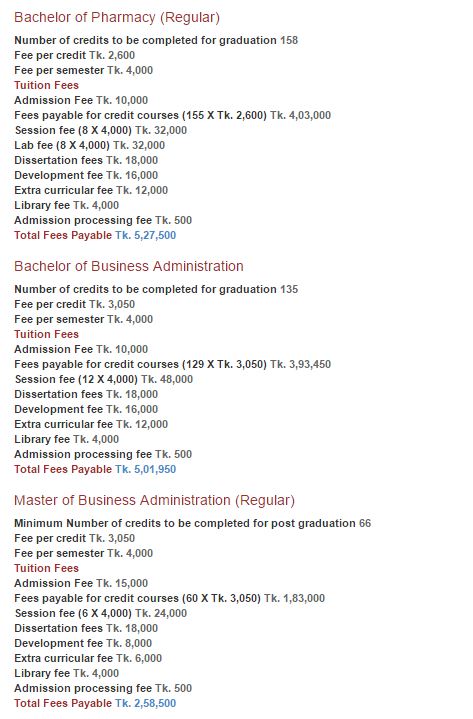 Bachelor of Pharmacy (Regular)
Number of credits to be completed for graduation 158
Fee per credit Tk. 2,600
Fee per semester Tk. 4,000
Tuition Fees
Admission Fee Tk. 10,000
Fees payable for credit courses (155 X Tk. 2,600) Tk. 4,03,000
Session fee (8 X 4,000) Tk. 32,000
Lab fee (8 X 4,000) Tk. 32,000
Dissertation fees Tk. 18,000
Development fee Tk. 16,000
Extra curricular fee Tk. 12,000
Library fee Tk. 4,000
Admission processing fee Tk. 500
Total Fees Payable Tk. 5,27,500
Bachelor of Business Administration
Number of credits to be completed for graduation 135
Fee per credit Tk. 3,050
Fee per semester Tk. 4,000
Tuition Fees
Admission Fee Tk. 10,000
Fees payable for credit courses (129 X Tk. 3,050) Tk. 3,93,450
Session fee (12 X 4,000) Tk. 48,000
Dissertation fees Tk. 18,000
Development fee Tk. 16,000
Extra curricular fee Tk. 12,000
Library fee Tk. 4,000
Admission processing fee Tk. 500
Total Fees Payable Tk. 5,01,950
Master of Business Administration (Regular)
Minimum Number of credits to be completed for post graduation 66
Fee per credit Tk. 3,050
Fee per semester Tk. 4,000
Tuition Fees
Admission Fee Tk. 15,000
Fees payable for credit courses (60 X Tk. 3,050) Tk. 1,83,000
Session fee (6 X 4,000) Tk. 24,000
Dissertation fees Tk. 18,000
Development fee Tk. 8,000
Extra curricular fee Tk. 6,000
Library fee Tk. 4,000
Admission processing fee Tk. 500
Total Fees Payable Tk. 2,58,500